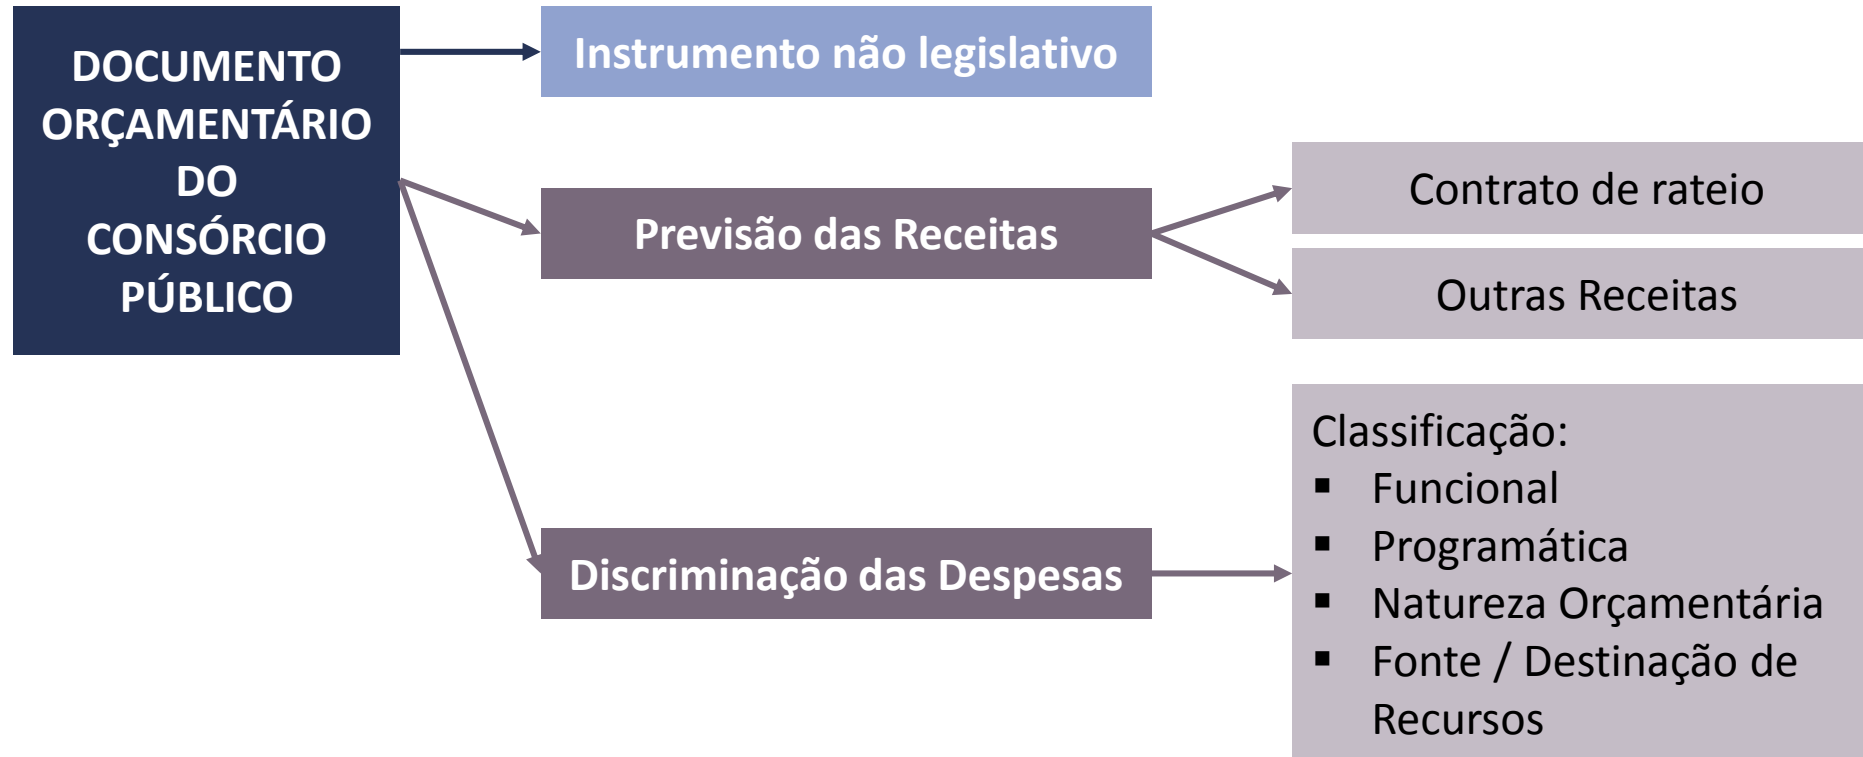 DOCUMENTO
ORÇAMENTÁRIO
DO
CONSÓRCIO
PÚBLICO
Instrumento não legislativo
Previsão das Receitas
Contrato de rateio
Outras Receitas
Discriminação das Despesas
Classificação:
▪ Funcional
▪ Programática
▪ Natureza Orçamentária
▪ Fonte / Destinação de
Recursos